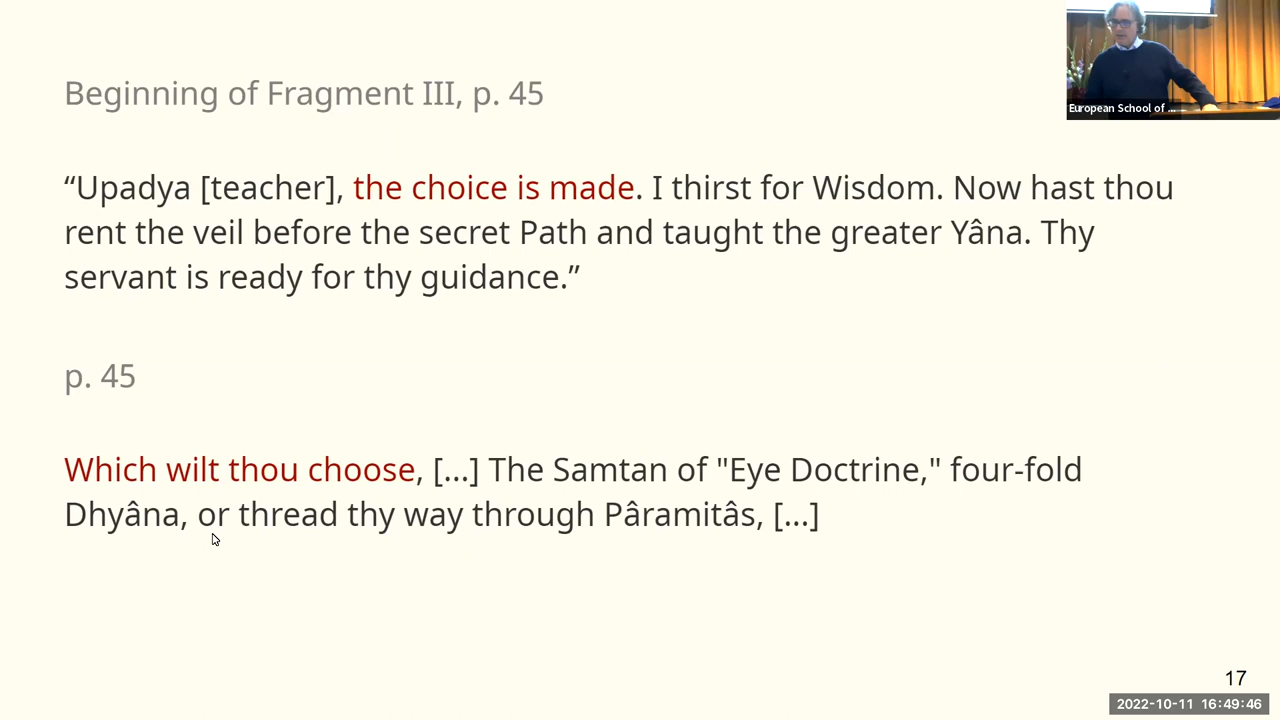 Beginning of Fragment III, p. 45
European School of ...
“Upadya [teacher], the choice is made. I thirst for Wisdom. Now hast thou
rent the veil before the secret Path and taught the greater Yâna. Thy
servant is ready for thy guidance.”
p. 45
Which wilt thou choose, [...] The Samtan of "Eye Doctrine," four-fold
Dhyâna, or thread thy way through Pâramitâs, [...]
17
2022-10-11 16:49:46